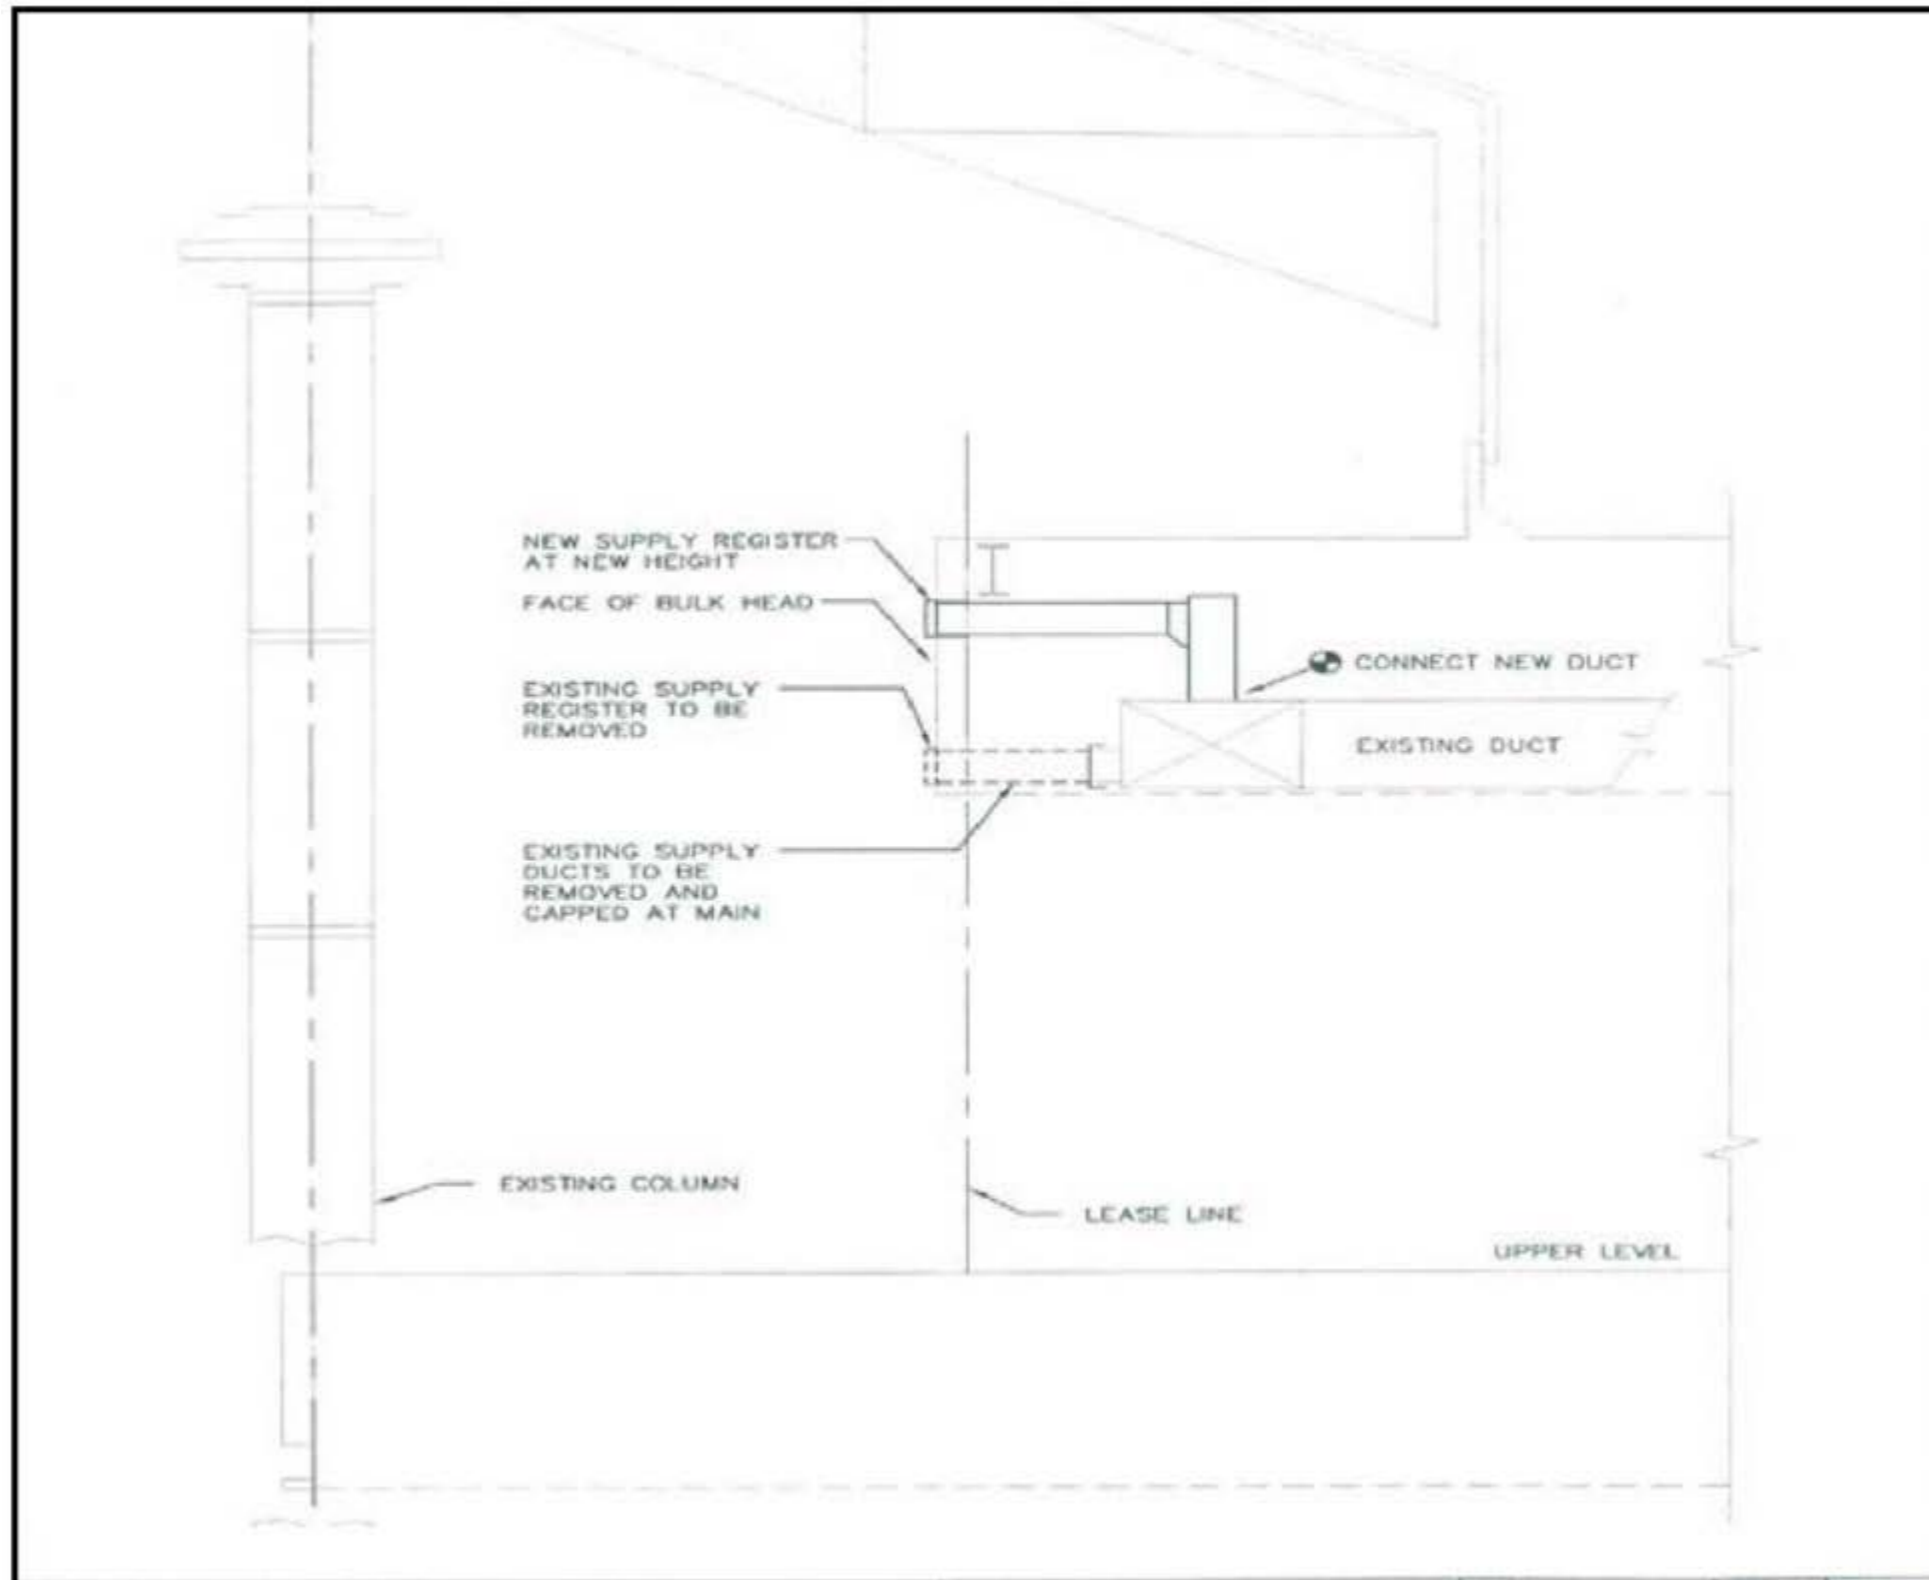 NEW SUPPLY REGISTER
AT NEW HEIGHT
FACE OF BULK HEAD
CONNECT NEW DUCT
EXISTING SUPPLY
REGISTER TO BE
REMOVED
EXISTING DUCT
EXISTING SUPPLY
DUCTS TO BE
REMOVED AND
CAPPED AT MAIN
EXISTING COLUMN
LEASE LINE
UPPER LEVEL